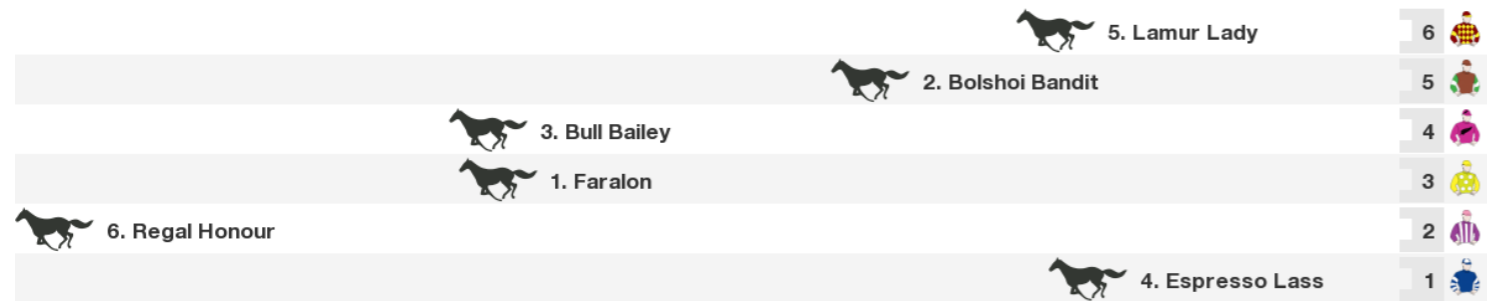 5. Lamur Lady 6
2. Bolshoi Bandit 5
3. Bull Bailey 4
1. Faralon 3
6. Regal Honour 2
4. Espresso Lass 1